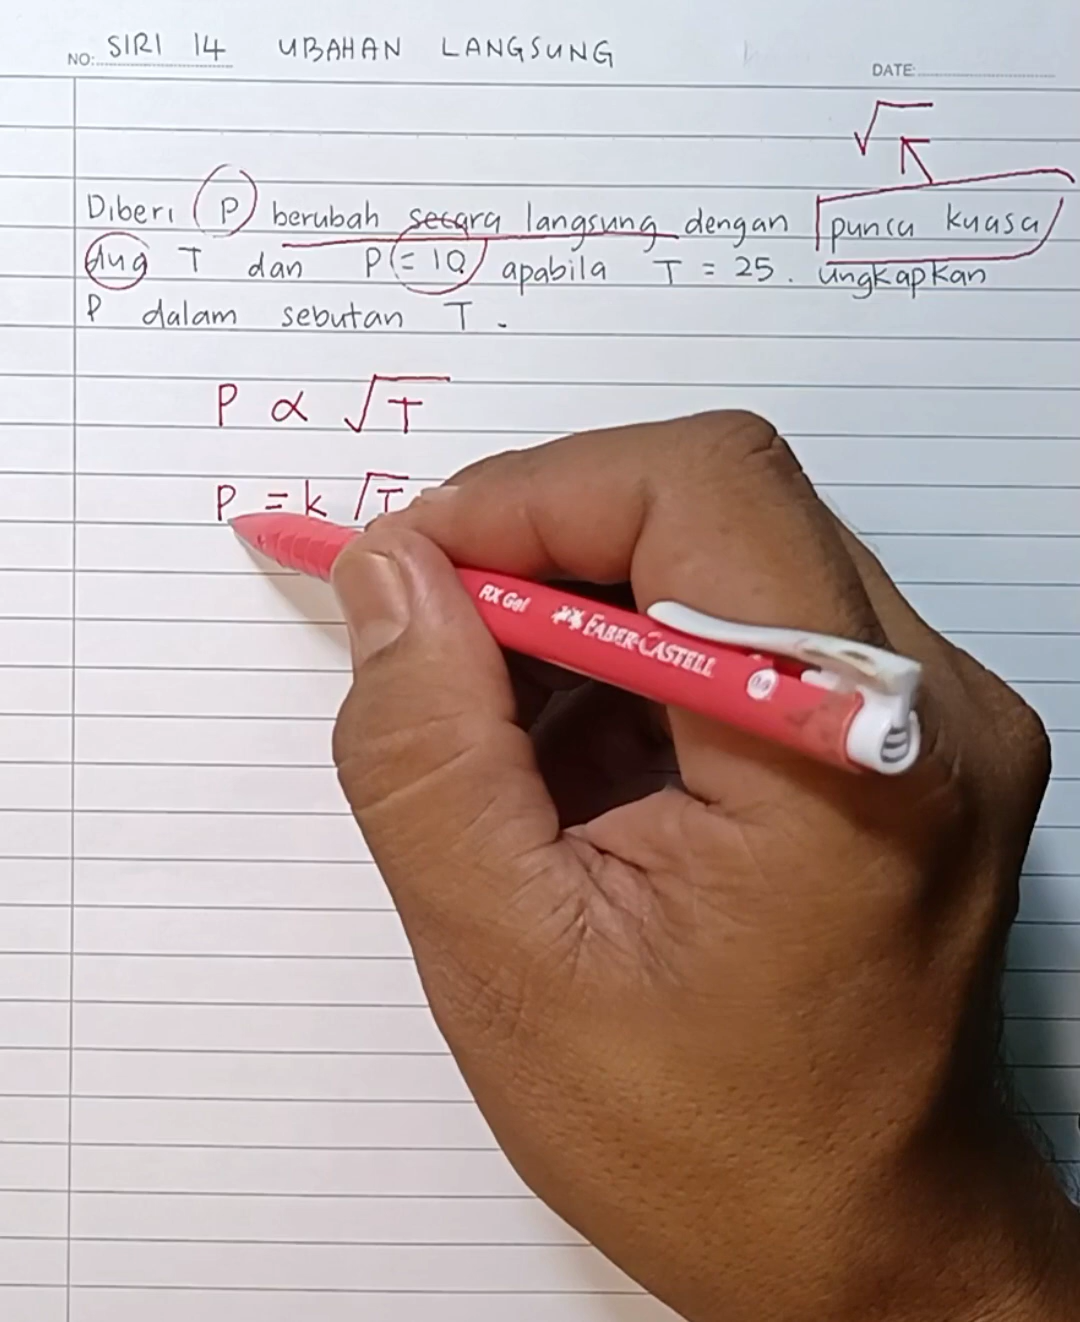 NO: SIRI 14 UBAHAN LANGSUNG
DATE:
√
Diberi P berubah secara langsung dengan punca kuasa
dua T dan P = 10 apabila T = 25. Ungkapkan
P dalam sebutan T.
P ∝ √T
P = k √T
RX Gel FABER-CASTELL